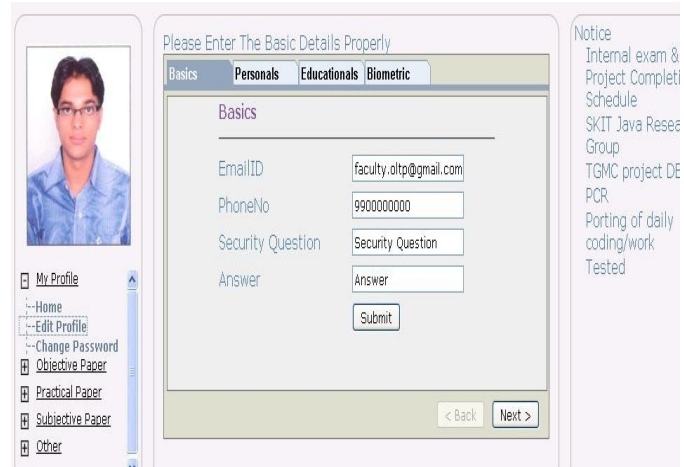 My Profile
Home
Edit Profile
Change Password
Objective Paper
Practical Paper
Subjective Paper
Other
Please Enter The Basic Details Properly
Basics Personals Educationals Biometric
Basics
EmailID faculty.oltp@gmail.com
PhoneNo 9900000000
Security Question Security Question
Answer Answer
Submit
< Back Next >
Notice
Internal exam &
Project Completi
Schedule
SKIT Java Resea
Group
TGMC project DE
PCR
Porting of daily
coding/work
Tested